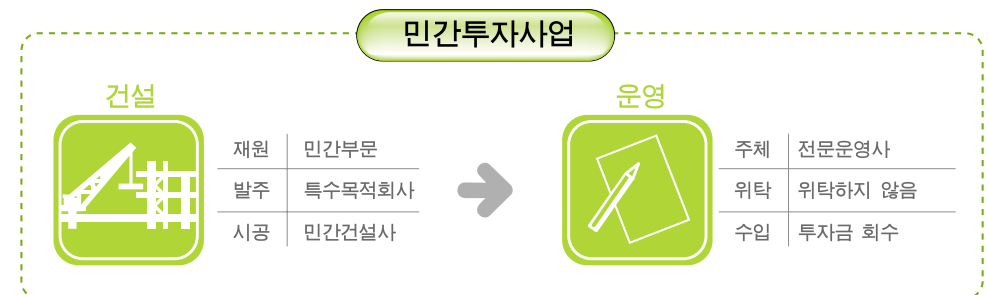 민간투자사업
건설
재원 민간부문
발주 특수목적회사
시공 민간건설사
운영
주체 전문운영사
위탁 위탁하지 않음
수입 투자금 회수